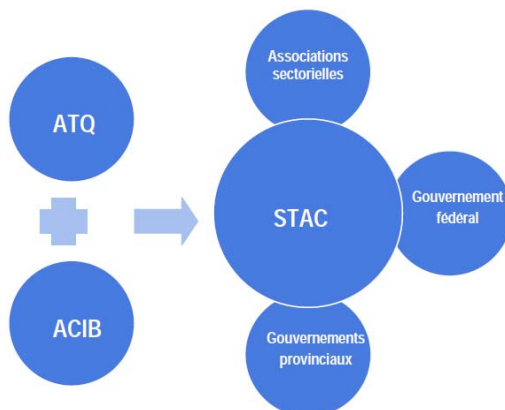 ATQ
ACIB
Associations
sectorielles
STAC
Gouvernement
fédéral
Gouvernements
provinciaux